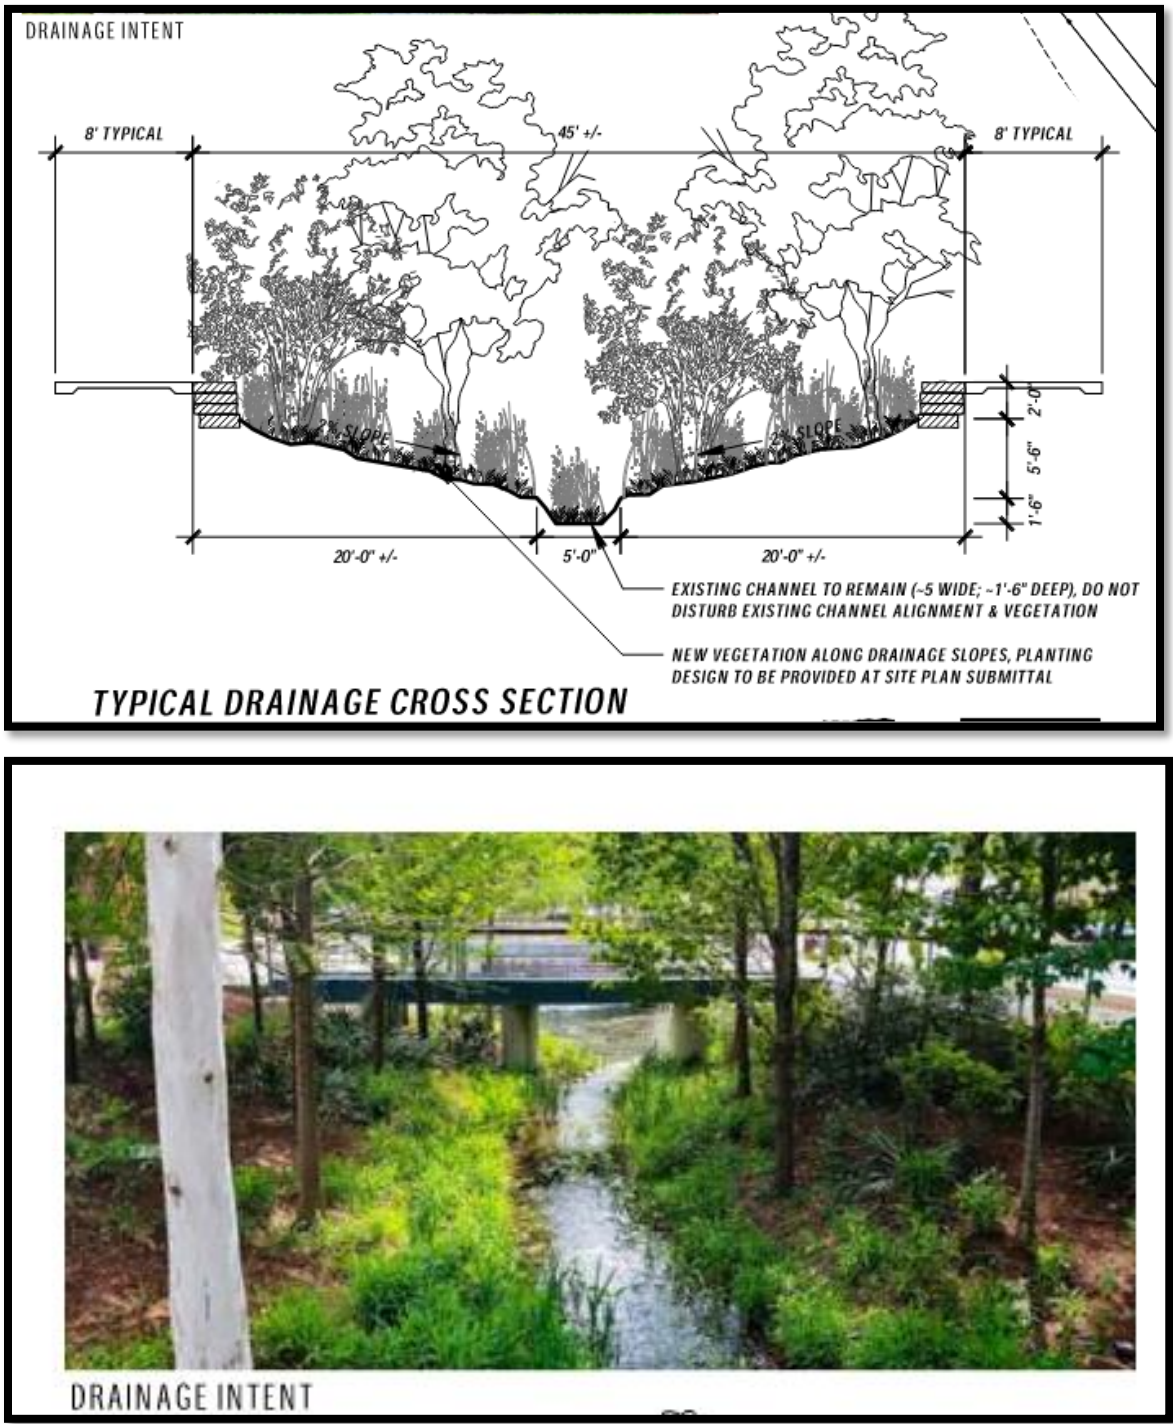 DRAINAGE INTENT
8' TYPICAL
45' +/-
8' TYPICAL
2% SLOPE
2% SLOPE
2'-0"
5'-6"
1'-6"
20'-0" +/-
5'-0"
20'-0" +/-
EXISTING CHANNEL TO REMAIN (~5 WIDE; ~1'-6" DEEP), DO NOT
DISTURB EXISTING CHANNEL ALIGNMENT & VEGETATION
NEW VEGETATION ALONG DRAINAGE SLOPES, PLANTING
DESIGN TO BE PROVIDED AT SITE PLAN SUBMITTAL
TYPICAL DRAINAGE CROSS SECTION
DRAINAGE INTENT